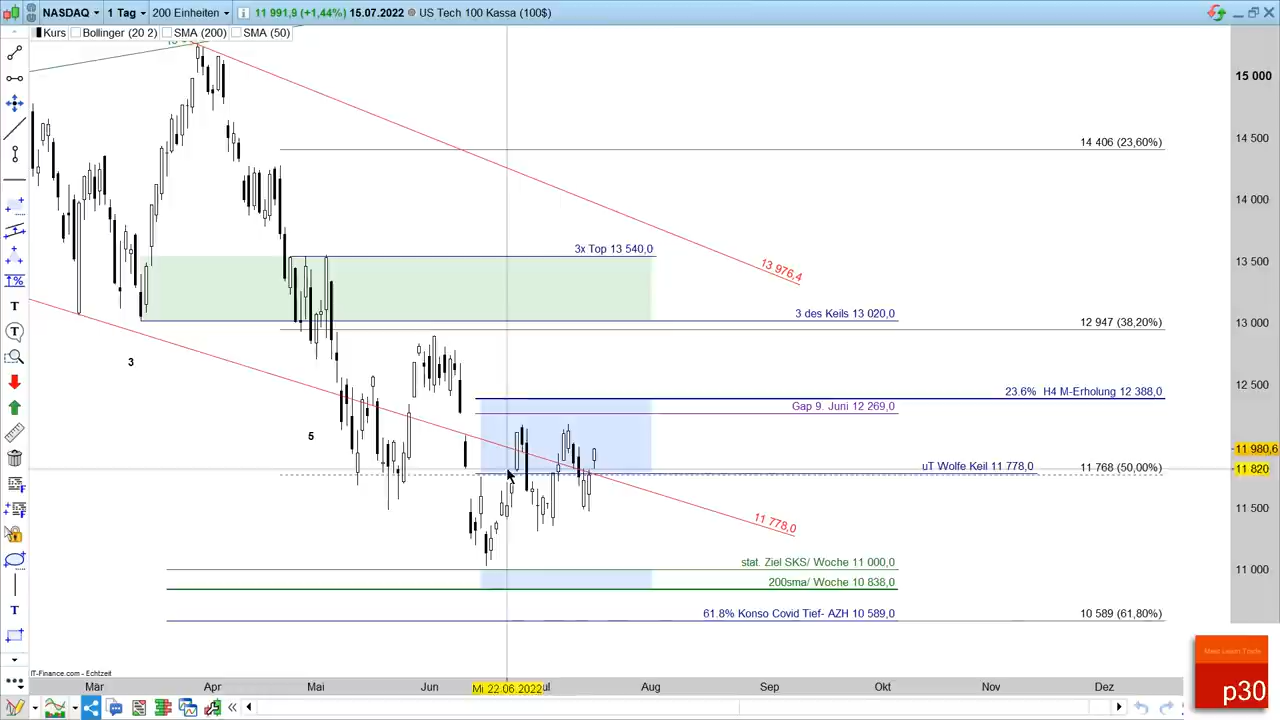 NASDAQ 1 Tag 200 Einheiten 11 991,9 (+1,44%) 15.07.2022 US Tech 100 Kassa (100$)
Kurs Bollinger (20 2) SMA (200) SMA (50)
15 000
14 500
14 406 (23,60%)
14 000
3x Top 13 540,0
13 500
13 976,4
3 des Keils 13 020,0
12 947 (38,20%)
13 000
3
12 500
23.6% H4 M-Erholung 12 388,0
Gap 9. Juni 12 269,0
5
11 980,6
uT Wolfe Keil 11 778,0
11 768 (50,00%)
11 820
11 500
11 778,0
stat. Ziel SKS/ Woche 11 000,0
11 000
200sma/ Woche 10 838,0
61.8% Konso Covid Tief- AZH 10 589,0
10 589 (61,80%)
IT-Finance.com - Echtzeit
Mär Apr Mai Jun Mi 22.06.2022 ul Aug Sep Okt Nov Dez
p30